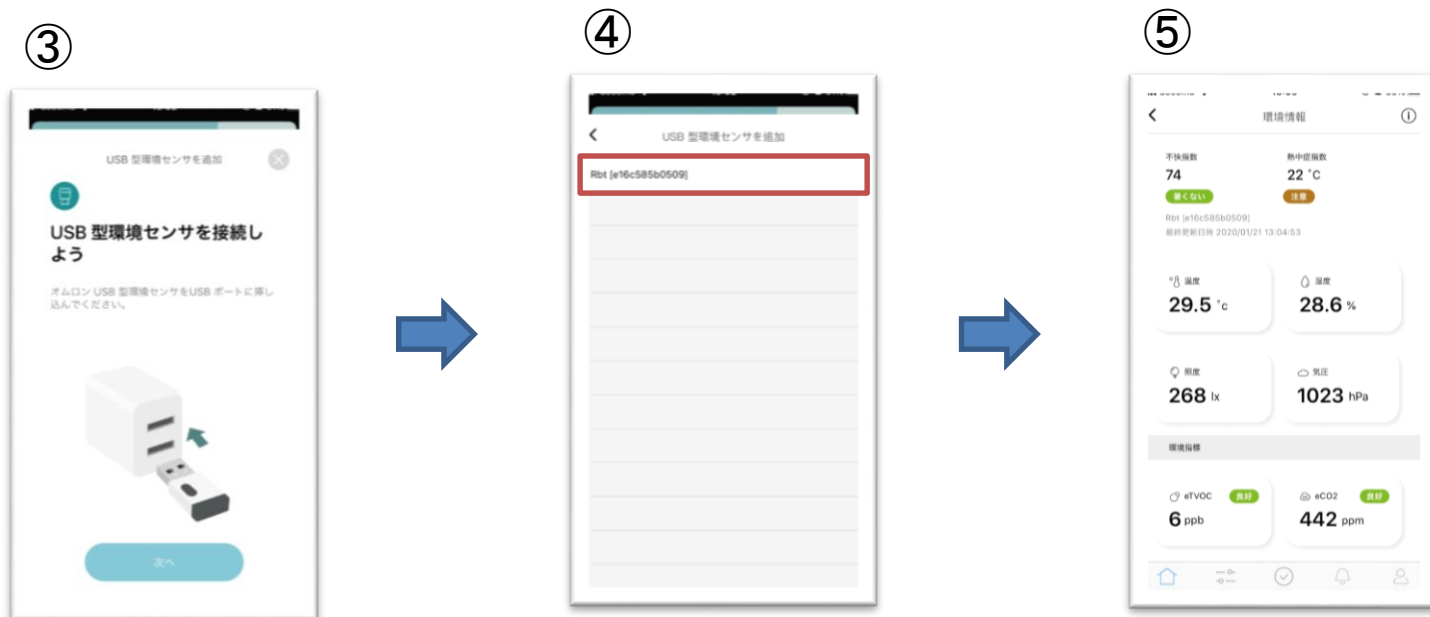 ③
USB 型環境センサを追加
USB 型環境センサを接続し
よう
オムロン USB 型環境センサをUSB ポートに挿し
込んでください。
次へ
④
USB 型環境センサを追加
Rbt [e16c585b0509]
⑤
環境情報
不快指数
熱中症指数
74
22 °C
暑くない
注意
Rbt [e16c585b0509]
最終更新日時 2020/01/21 13:04:53
温度
湿度
29.5 °c
28.6 %
照度
気圧
268 lx
1023 hPa
環境指標
eTVOC 良好
eCO2 良好
6 ppb
442 ppm